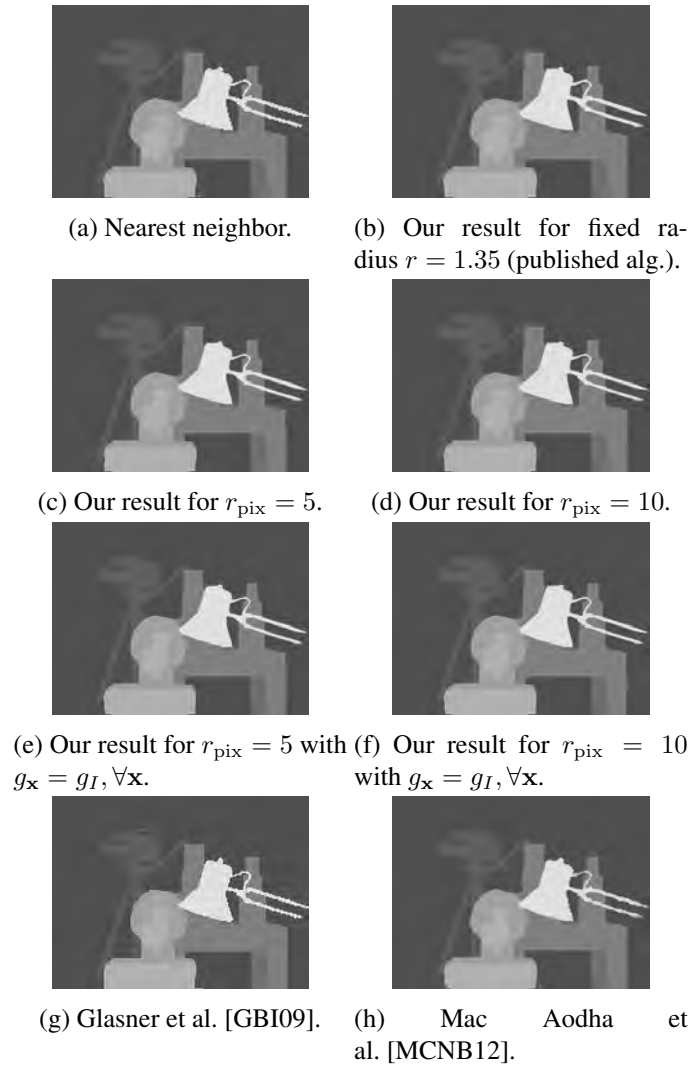 (a) Nearest neighbor.
(b) Our result for fixed ra-
dius r = 1.35 (published alg.).
(c) Our result for r_pix = 5.
(d) Our result for r_pix = 10.
(e) Our result for r_pix = 5 with
g_x = g_I, ∀x.
(f) Our result for r_pix = 10
with g_x = g_I, ∀x.
(g) Glasner et al. [GBI09].
(h) Mac Aodha et
al. [MCNB12].